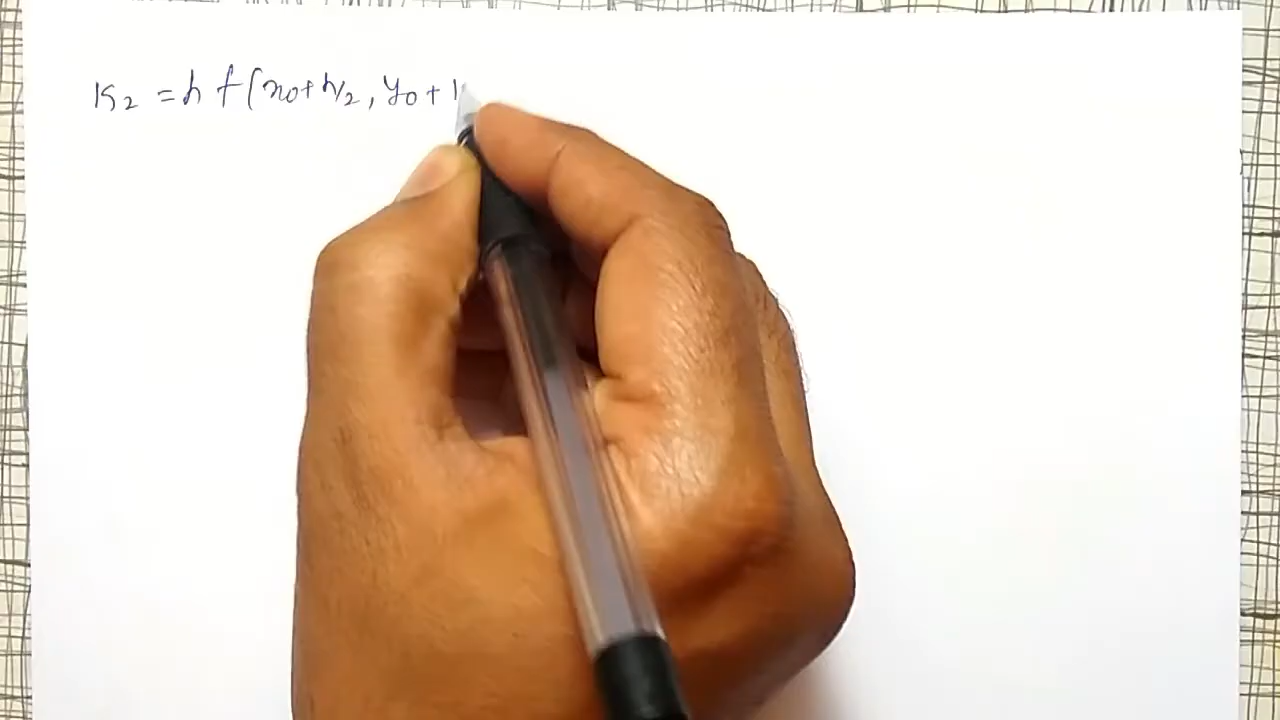 K2 = h f(x0 + h/2, y0 +